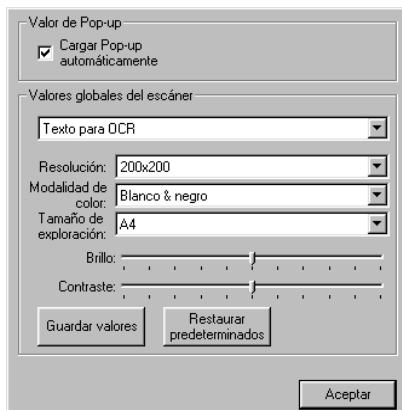 Valor de Pop-up
Cargar Pop-up
automáticamente
Valores globales del escáner
Texto para OCR
Resolución: 200x200
Modalidad de
color: Blanco & negro
Tamaño de
exploración: A4
Brillo:
Contraste:
Guardar valores
Restaurar
predeterminados
Aceptar